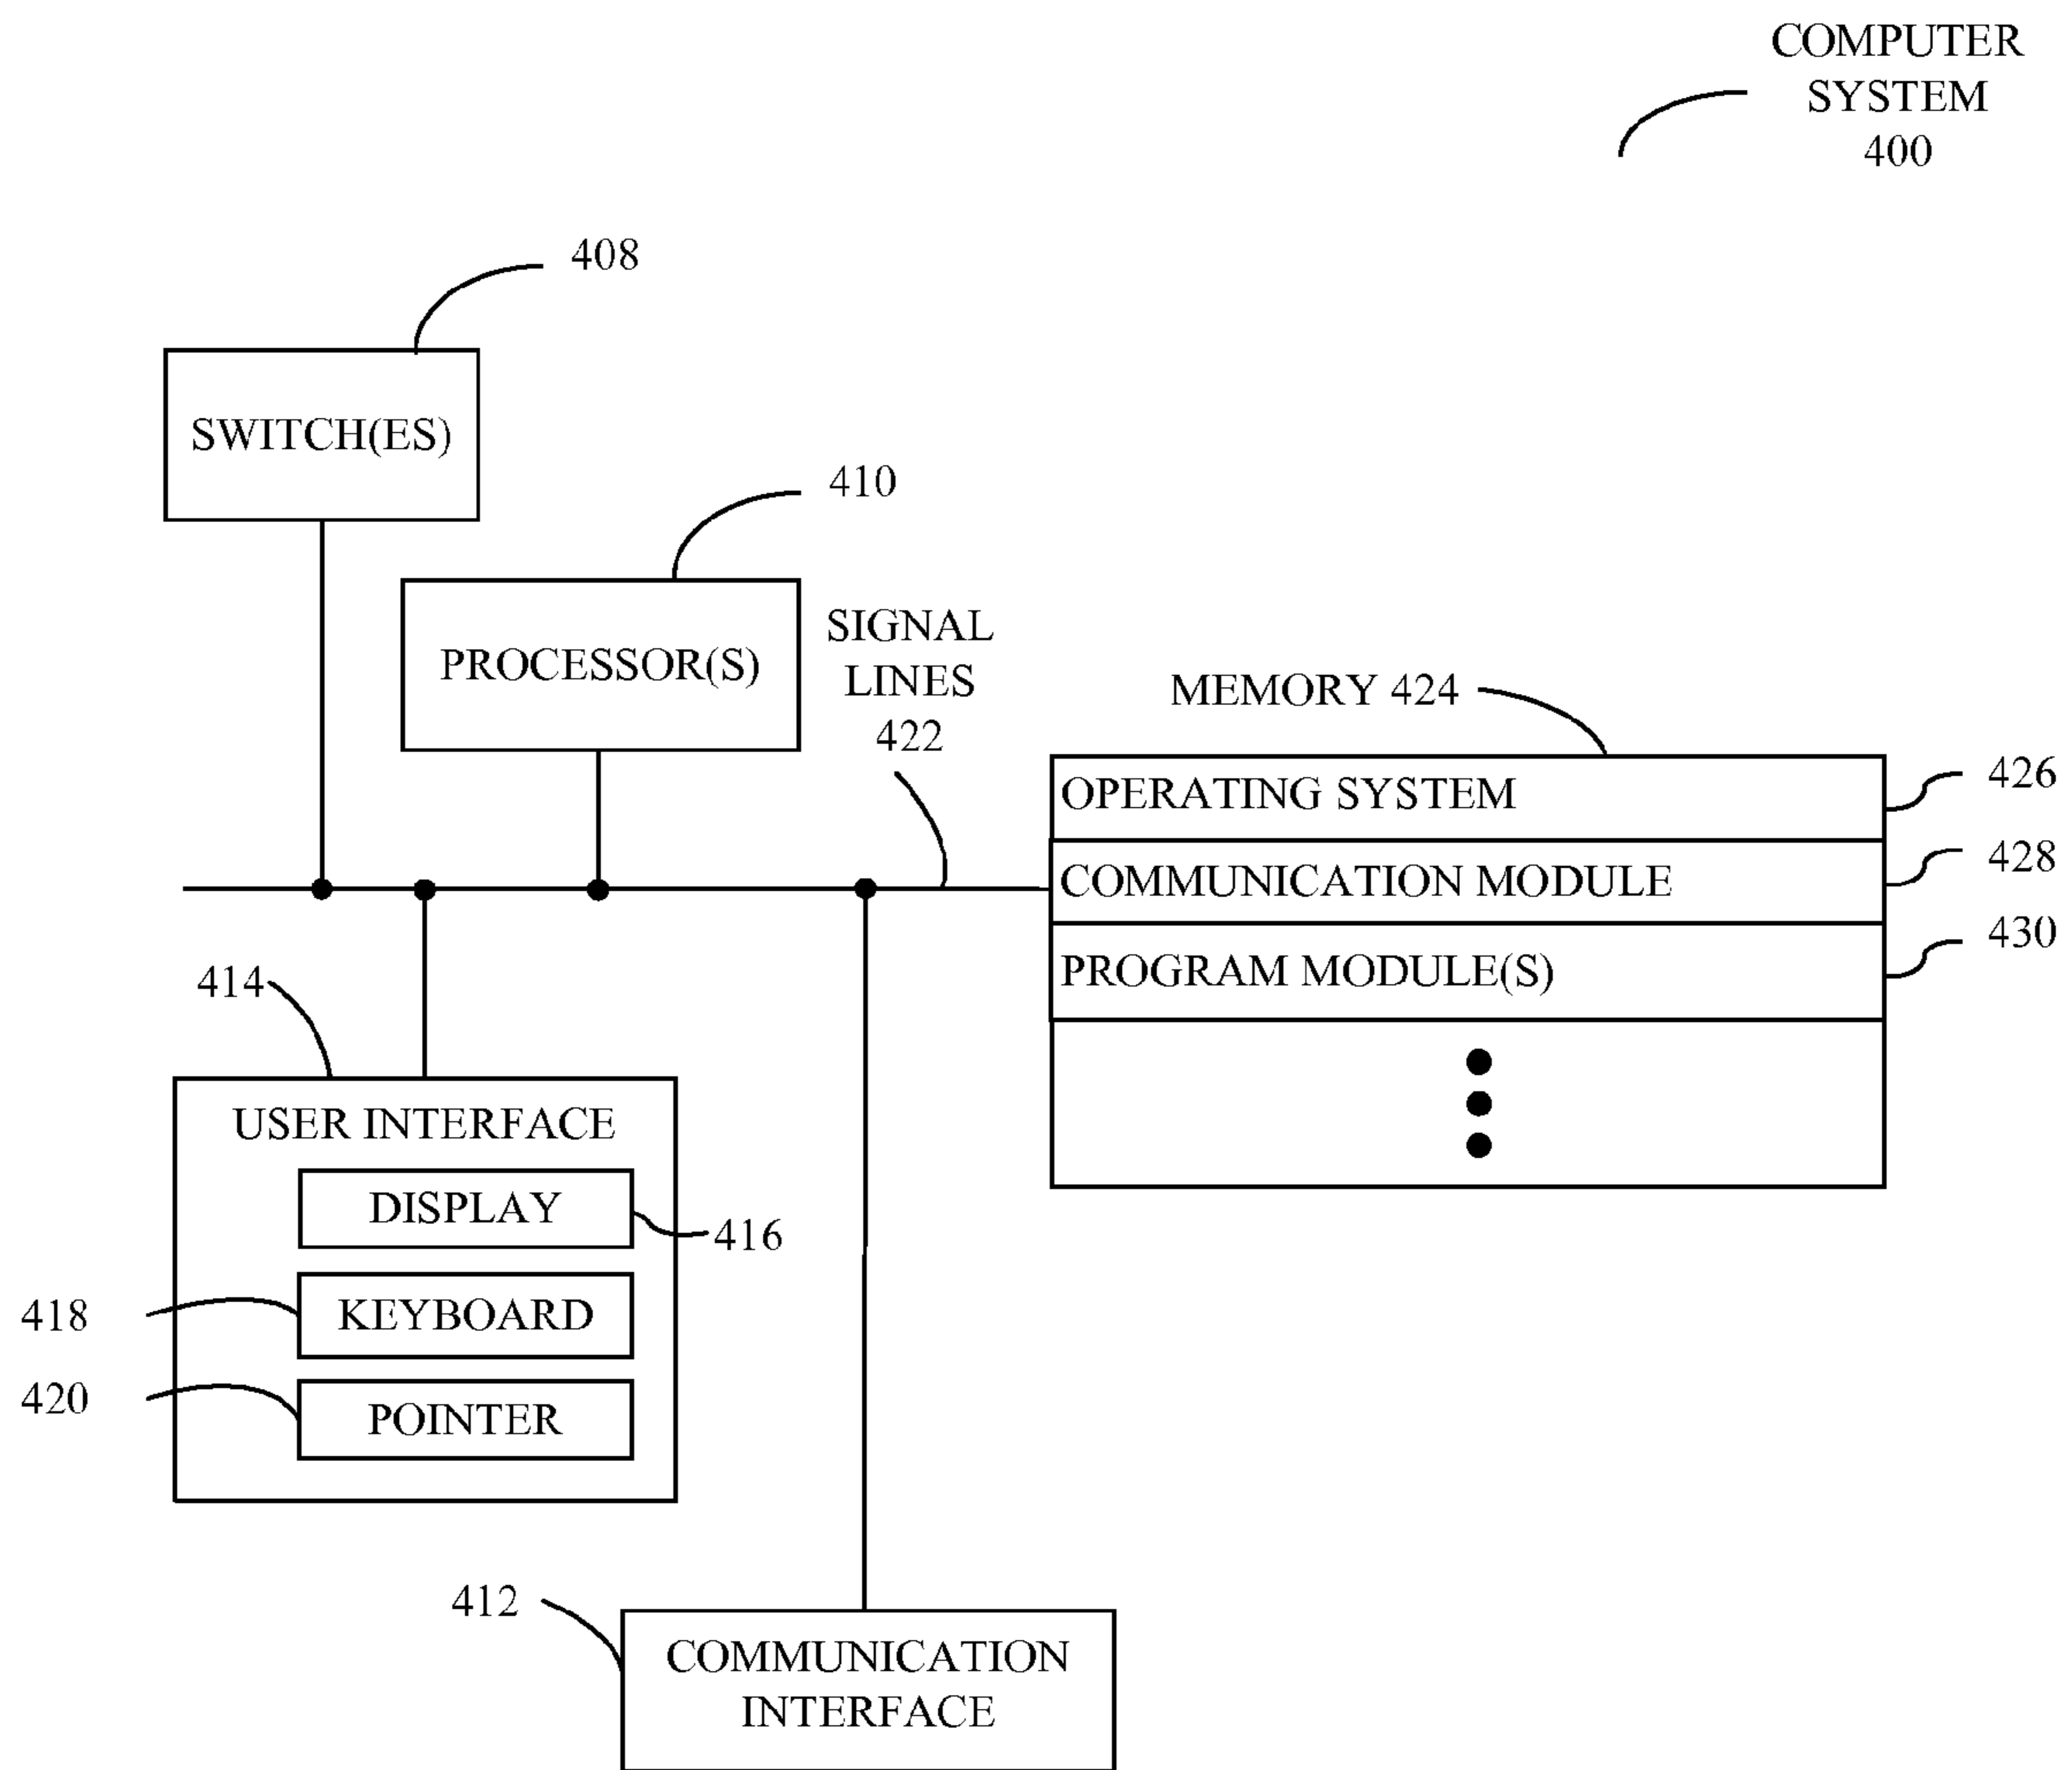 COMPUTER
SYSTEM
400
408
SWITCH(ES)
410
PROCESSOR(S)
SIGNAL
LINES
422
MEMORY 424
OPERATING SYSTEM
426
COMMUNICATION MODULE
428
PROGRAM MODULE(S)
430
414
USER INTERFACE
DISPLAY
416
418
KEYBOARD
420
POINTER
412
COMMUNICATION
INTERFACE